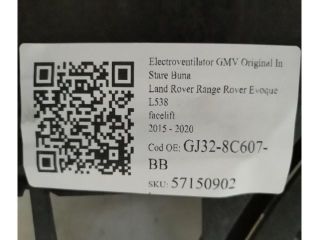 Electroventilator GMV Original In
Stare Buna
Land Rover Range Rover Evoque
L538
facelift
2015 - 2020
Cod OE: GJ32-8C607-
BB
SKU: 57150902